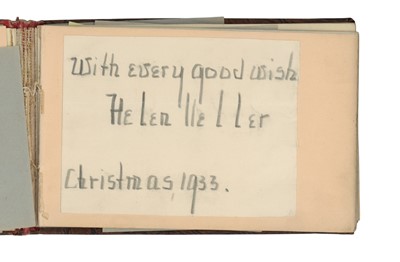 With every good wish
Helen Keller
Christmas, 1933.